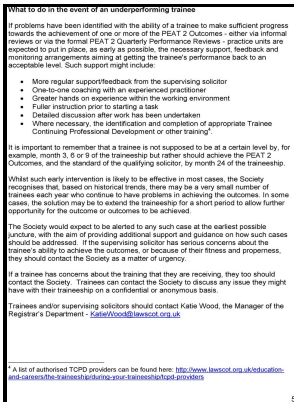 What to do in the event of an underperforming trainee
If problems have been identified with the ability of a trainee to make sufficient progress
towards the achievement of one or more of the PEAT 2 Outcomes - either via informal
reviews or via the formal PEAT 2 Quarterly Performance Reviews - practice units are
expected to put in place, as early as possible, the necessary support, feedback and
monitoring arrangements aiming at getting the trainee's performance back to an
acceptable level. Such support might include:
• More regular support/feedback from the supervising solicitor
• One-to-one coaching with an experienced practitioner
• Greater hands on experience within the working environment
• Fuller instruction prior to starting a task
• Detailed discussion after work has been undertaken
• Where necessary, the identification and completion of appropriate Trainee
Continuing Professional Development or other training⁴.
It is important to remember that a trainee is not supposed to be at a certain level by, for
example, month 3, 6 or 9 of the traineeship but rather should achieve the PEAT 2
Outcomes, and the standard of the qualifying solicitor, by month 24 of the traineeship.
Whilst such early intervention is likely to be effective in most cases, the Society
recognises that, based on historical trends, there may be a very small number of
trainees each year who continue to have problems in achieving the outcomes. In some
cases, the solution may be to extend the traineeship for a short period to allow further
opportunity for the outcome or outcomes to be achieved.
The Society would expect to be alerted to any such case at the earliest possible
juncture, with the aim of providing additional support and guidance on how such cases
should be addressed. If the supervising solicitor has serious concerns about the
trainee's ability to achieve the outcomes, or because of their fitness and properness,
they should contact the Society as a matter of urgency.
If a trainee has concerns about the training that they are receiving, they too should
contact the Society. Trainees can contact the Society to discuss any issue they might
have with their traineeship on a confidential or anonymous basis.
Trainees and/or supervising solicitors should contact Katie Wood, the Manager of the
Registrar's Department - KatieWood@lawscot.org.uk
⁴ A list of authorised TCPD providers can be found here: http://www.lawscot.org.uk/education-
and-careers/the-traineeship/during-your-traineeship/tcpd-providers
5